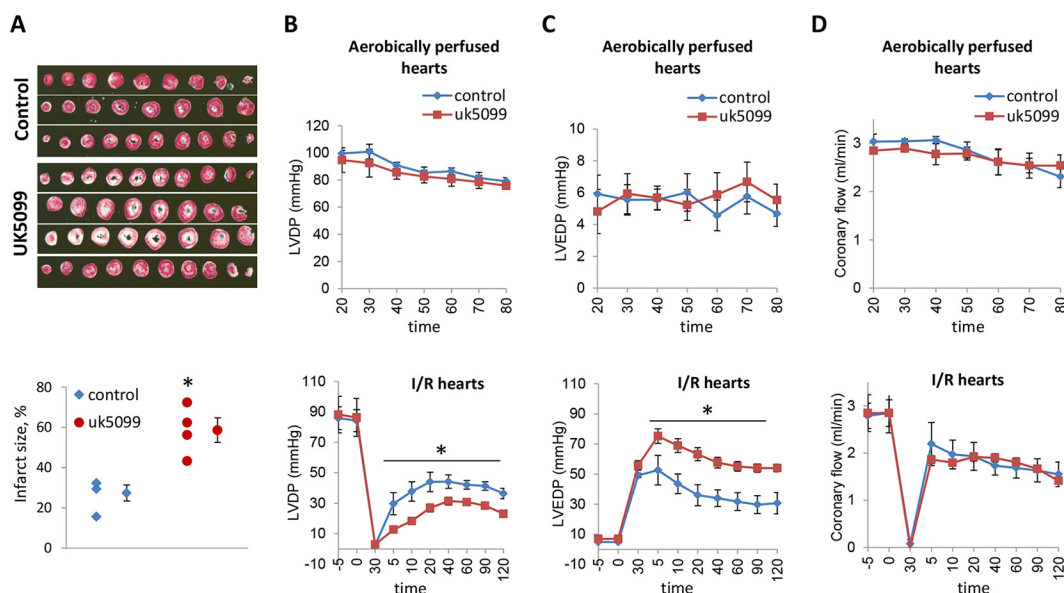 A
Control
UK5099
Infarct size, %
80
60
40
20
0
control
uk5099
*
B
Aerobically perfused
hearts
control
uk5099
LVDP (mmHg)
120
100
80
60
40
20
0
20 30 40 50 60 70 80
time
I/R hearts
*
LVDP (mmHg)
110
90
70
50
30
10
-10
-5 0 30 5 10 20 40 60 90 120
time
C
Aerobically perfused
hearts
control
uk5099
LVEDP (mmHg)
10
8
6
4
2
0
20 30 40 50 60 70 80
time
I/R hearts
*
LVEDP (mmHg)
110
90
70
50
30
10
-10
-5 0 30 5 10 20 40 60 90 120
time
D
Aerobically perfused
hearts
control
uk5099
Coronary flow (ml/min)
3
2
1
0
20 30 40 50 60 70 80
time
I/R hearts
Coronary flow (ml/min)
3
2
1
0
-5 0 30 5 10 20 40 60 90 120
time